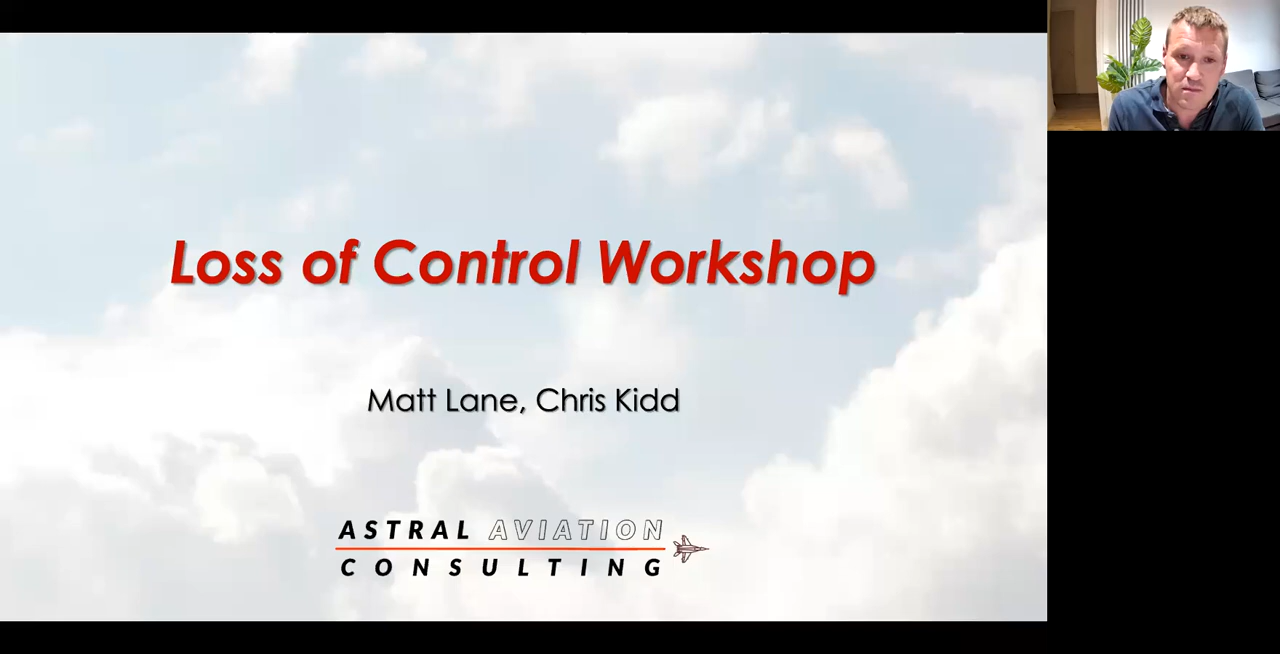 Loss of Control Workshop
Matt Lane, Chris Kidd
ASTRAL AVIATION
CONSULTING